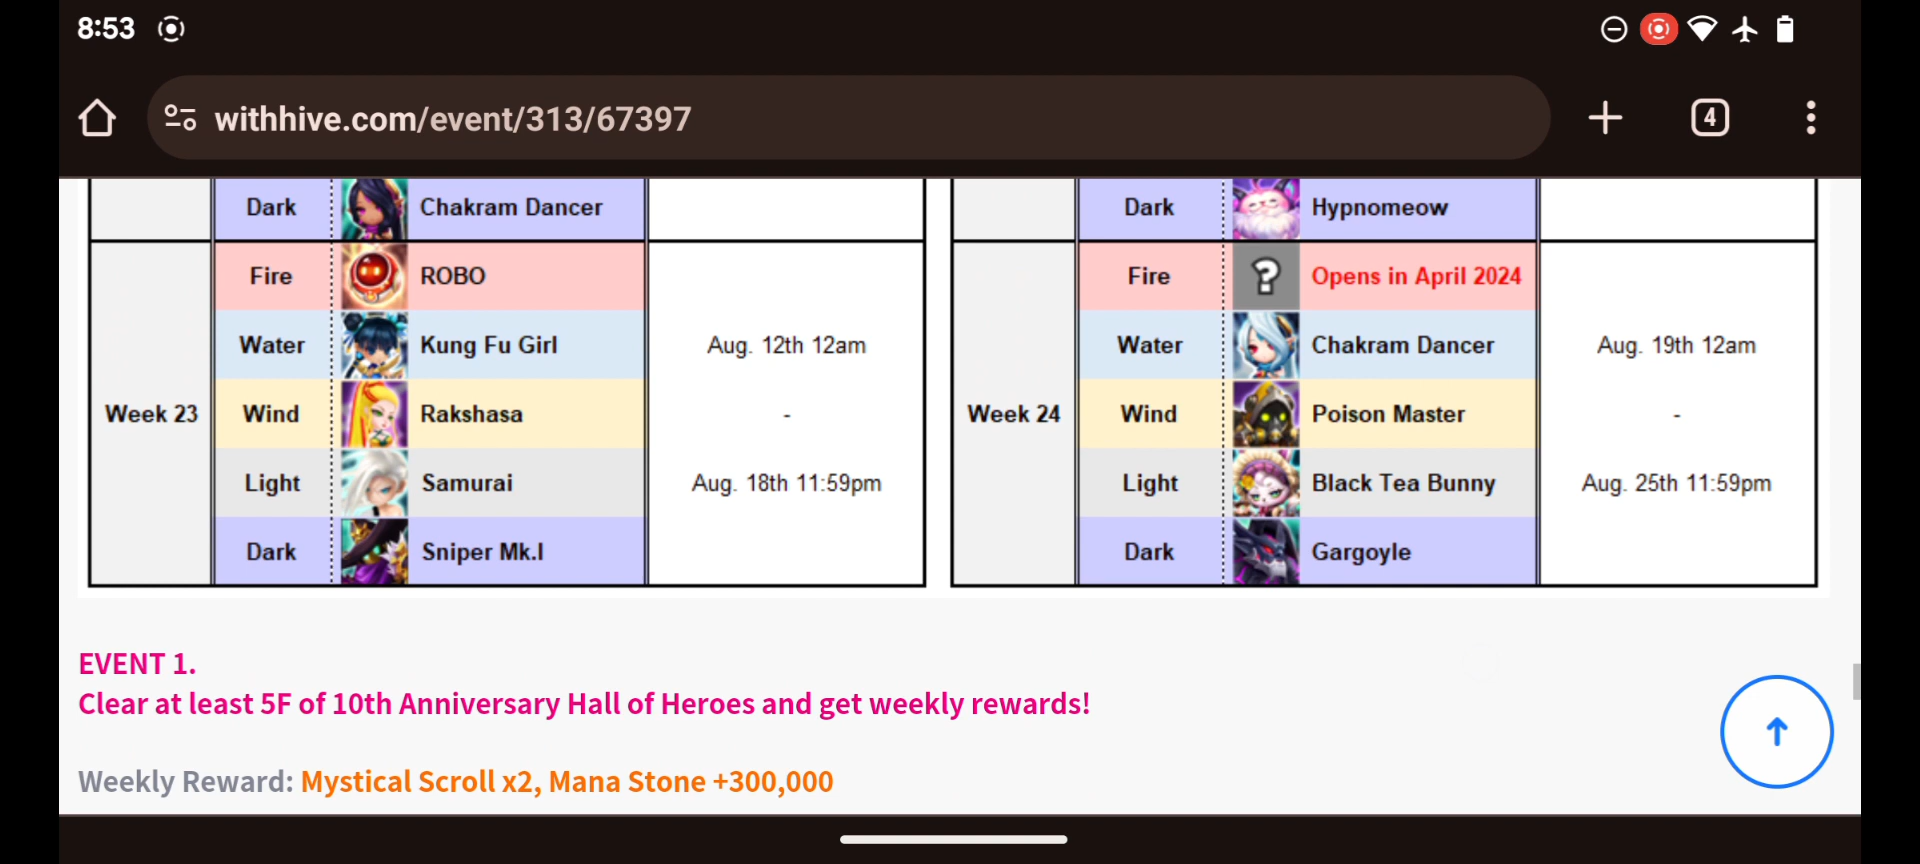 8:53
withhive.com/event/313/67397
4
Dark Chakram Dancer
Dark Hypnomeow
Week 23
Fire ROBO
Water Kung Fu Girl
Wind Rakshasa
Light Samurai
Dark Sniper Mk.I
Aug. 12th 12am
-
Aug. 18th 11:59pm
Week 24
Fire ? Opens in April 2024
Water Chakram Dancer
Wind Poison Master
Light Black Tea Bunny
Dark Gargoyle
Aug. 19th 12am
-
Aug. 25th 11:59pm
EVENT 1.
Clear at least 5F of 10th Anniversary Hall of Heroes and get weekly rewards!
Weekly Reward: Mystical Scroll x2, Mana Stone +300,000